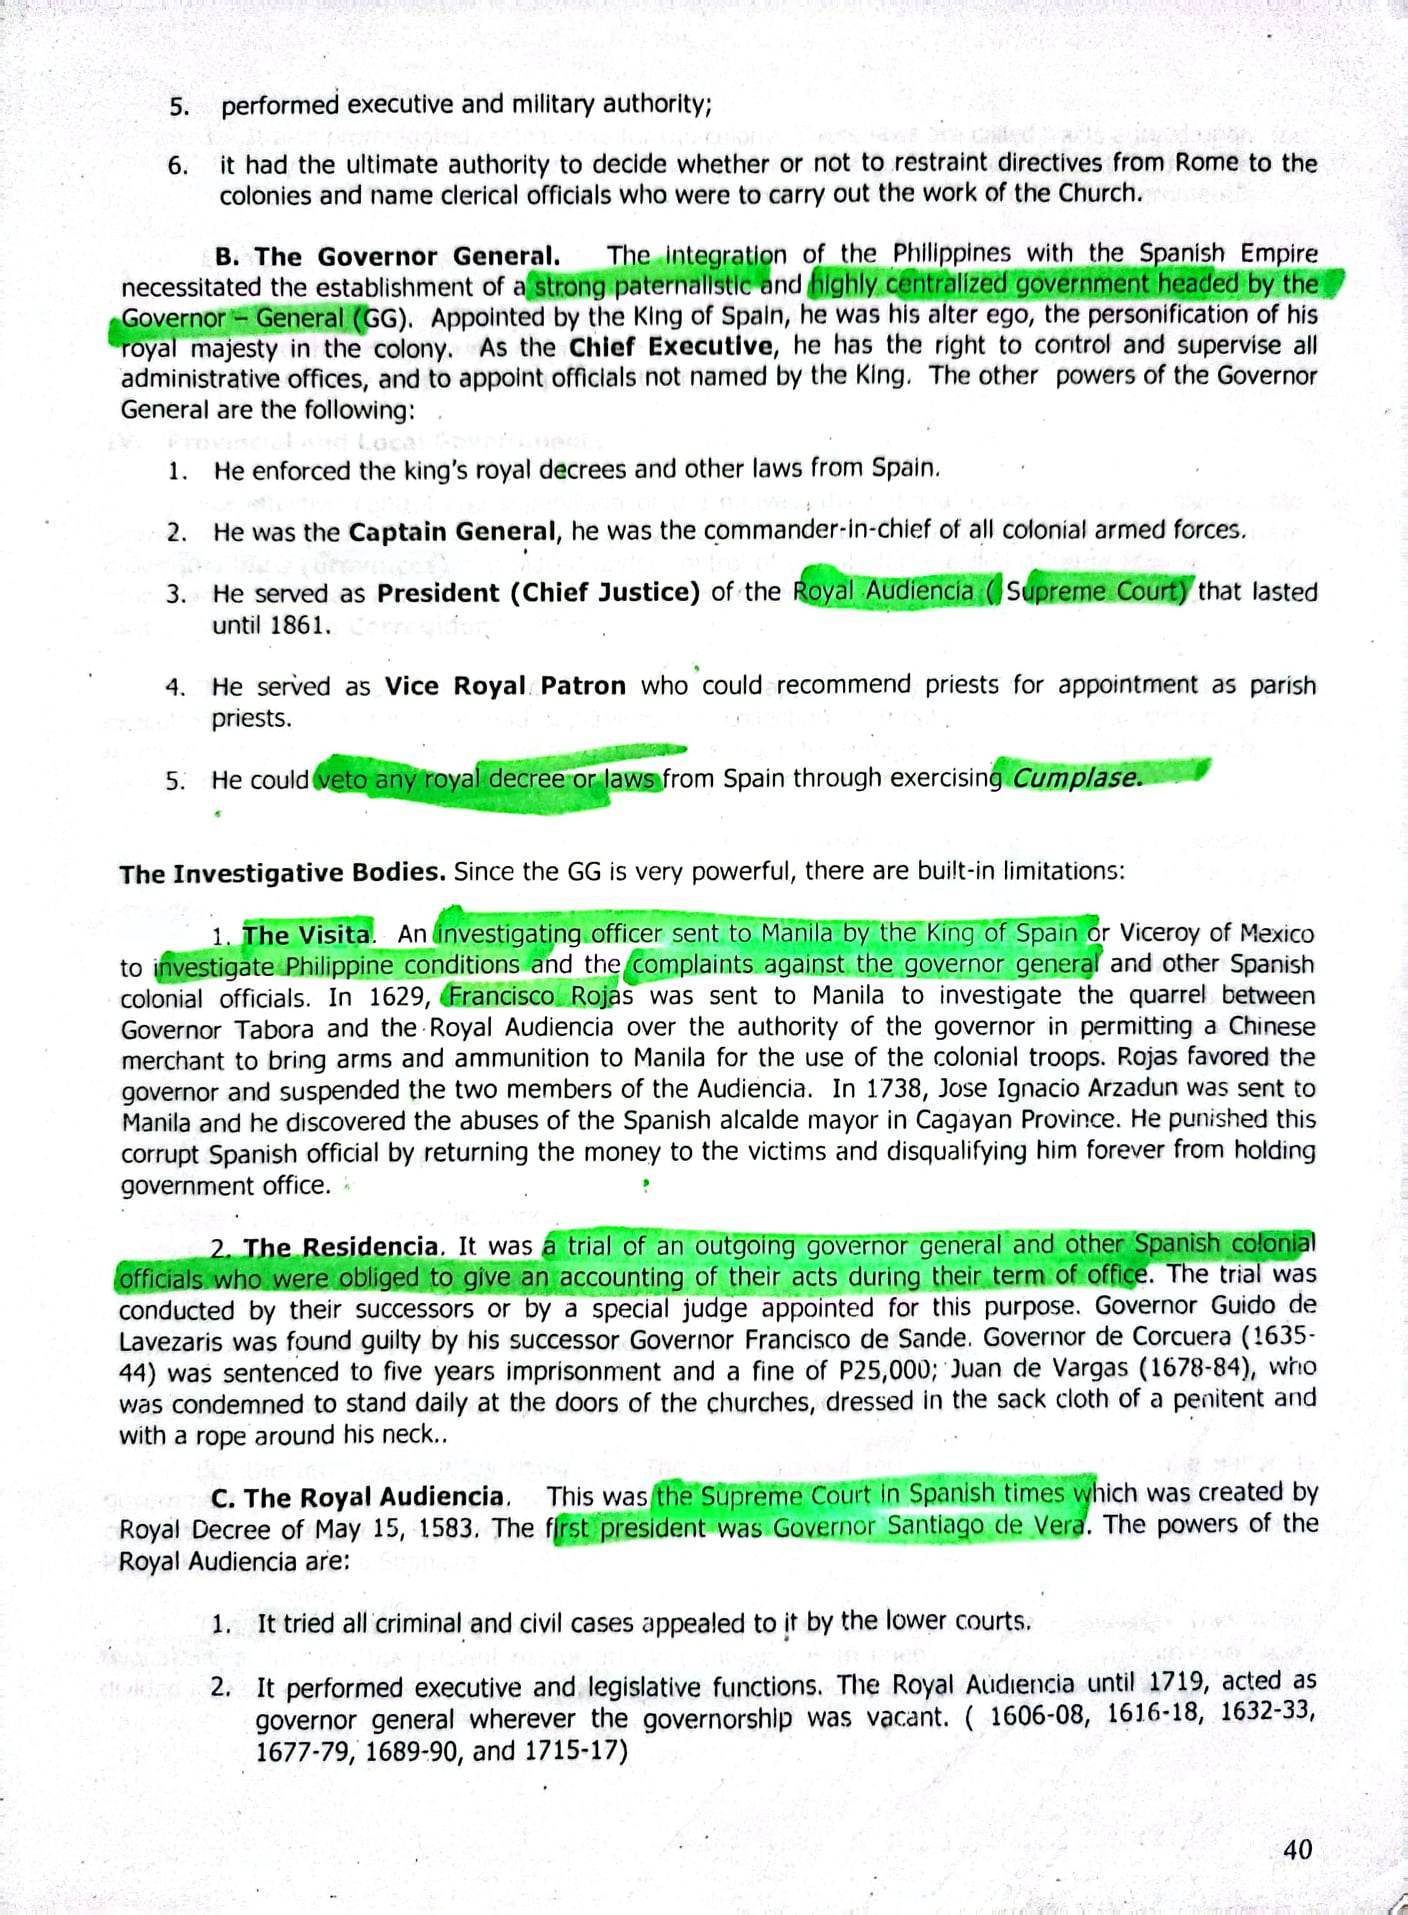 5. performed executive and military authority;
6. it had the ultimate authority to decide whether or not to restraint directives from Rome to the
colonies and name clerical officials who were to carry out the work of the Church.
B. The Governor General. The integration of the Philippines with the Spanish Empire
necessitated the establishment of a strong paternalistic and highly centralized government headed by the
Governor – General (GG). Appointed by the King of Spain, he was his alter ego, the personification of his
royal majesty in the colony. As the Chief Executive, he has the right to control and supervise all
administrative offices, and to appoint officials not named by the King. The other powers of the Governor
General are the following:
1. He enforced the king's royal decrees and other laws from Spain.
2. He was the Captain General, he was the commander-in-chief of all colonial armed forces.
3. He served as President (Chief Justice) of the Royal Audiencia ( Supreme Court) that lasted
until 1861.
4. He served as Vice Royal Patron who could recommend priests for appointment as parish
priests.
5. He could veto any royal decree or laws from Spain through exercising Cumplase.
The Investigative Bodies. Since the GG is very powerful, there are built-in limitations:
1. The Visita. An investigating officer sent to Manila by the King of Spain or Viceroy of Mexico
to investigate Philippine conditions and the complaints against the governor general and other Spanish
colonial officials. In 1629, Francisco Rojas was sent to Manila to investigate the quarrel between
Governor Tabora and the Royal Audiencia over the authority of the governor in permitting a Chinese
merchant to bring arms and ammunition to Manila for the use of the colonial troops. Rojas favored the
governor and suspended the two members of the Audiencia. In 1738, Jose Ignacio Arzadun was sent to
Manila and he discovered the abuses of the Spanish alcalde mayor in Cagayan Province. He punished this
corrupt Spanish official by returning the money to the victims and disqualifying him forever from holding
government office.
2. The Residencia. It was a trial of an outgoing governor general and other Spanish colonial
officials who were obliged to give an accounting of their acts during their term of office. The trial was
conducted by their successors or by a special judge appointed for this purpose. Governor Guido de
Lavezaris was found guilty by his successor Governor Francisco de Sande. Governor de Corcuera (1635-
44) was sentenced to five years imprisonment and a fine of P25,000; Juan de Vargas (1678-84), who
was condemned to stand daily at the doors of the churches, dressed in the sack cloth of a penitent and
with a rope around his neck..
C. The Royal Audiencia. This was the Supreme Court in Spanish times which was created by
Royal Decree of May 15, 1583. The first president was Governor Santiago de Vera. The powers of the
Royal Audiencia are:
1. It tried all criminal and civil cases appealed to it by the lower courts.
2. It performed executive and legislative functions. The Royal Audiencia until 1719, acted as
governor general wherever the governorship was vacant. ( 1606-08, 1616-18, 1632-33,
1677-79, 1689-90, and 1715-17)
40